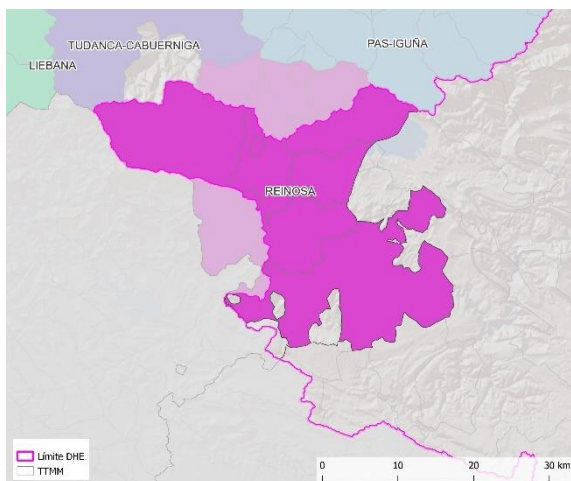 TUDANCA-CABUERNIGA
PAS-IGUÑA
LIEBANA
REINOSA
Límite DHE
TTMM
0 10 20 30 km